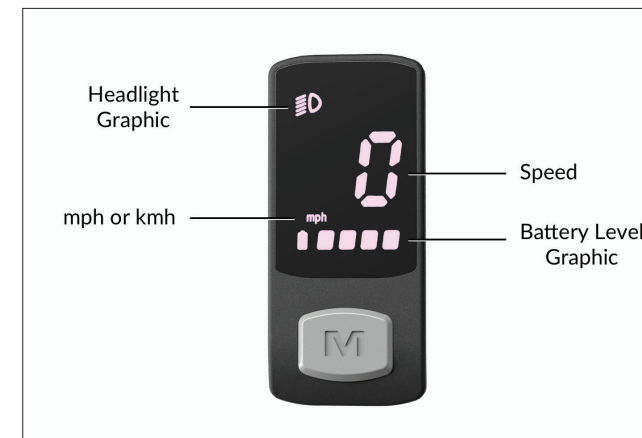 Headlight
Graphic
0
Speed
mph or kmh
mph
Battery Level
Graphic
M